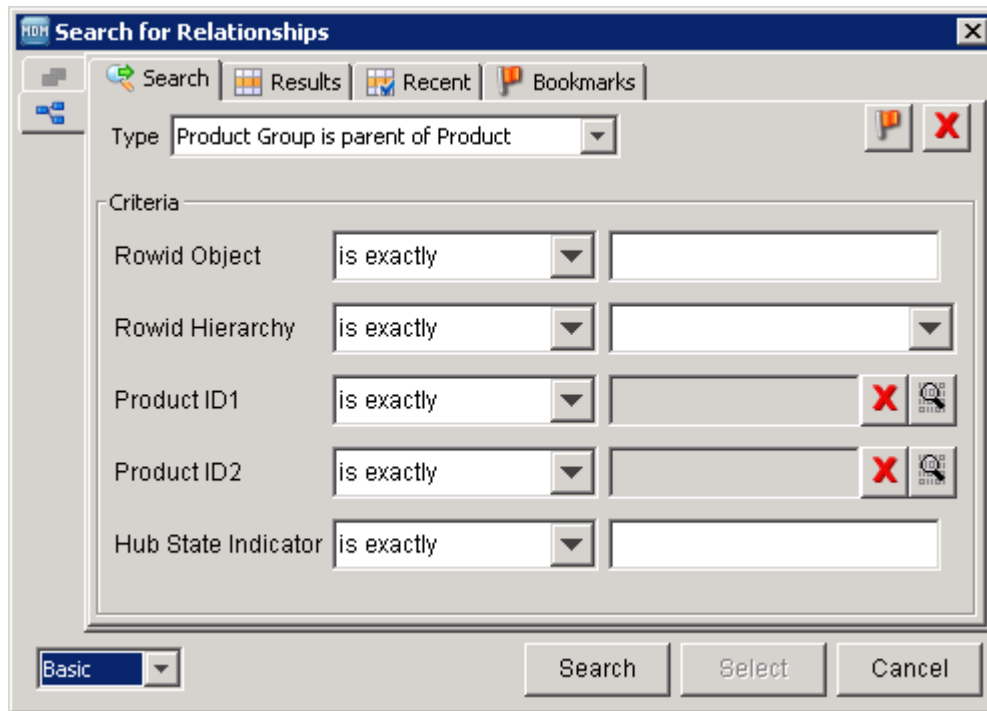 MDM Search for Relationships
Search Results Recent Bookmarks
Type Product Group is parent of Product
Criteria
Rowid Object is exactly
Rowid Hierarchy is exactly
Product ID1 is exactly
Product ID2 is exactly
Hub State Indicator is exactly
Basic Search Select Cancel